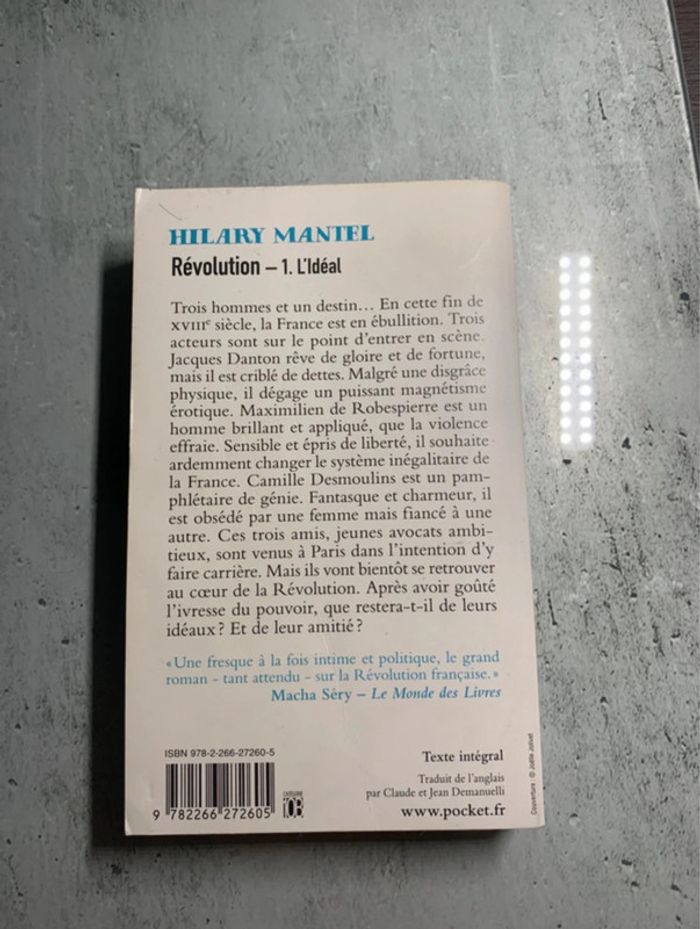 HILARY MANTEL
Révolution – 1. L'Idéal
Trois hommes et un destin... En cette fin de
XVIIIᵉ siècle, la France est en ébullition. Trois
acteurs sont sur le point d'entrer en scène.
Jacques Danton rêve de gloire et de fortune,
mais il est criblé de dettes. Malgré une disgrâce
physique, il dégage un puissant magnétisme
érotique. Maximilien de Robespierre est un
homme brillant et appliqué, que la violence
effraie. Sensible et épris de liberté, il souhaite
ardemment changer le système inégalitaire de
la France. Camille Desmoulins est un pam-
phlétaire de génie. Fantasque et charmeur, il
est obsédé par une femme mais fiancé à une
autre. Ces trois amis, jeunes avocats ambi-
tieux, sont venus à Paris dans l'intention d'y
faire carrière. Mais ils vont bientôt se retrouver
au cœur de la Révolution. Après avoir goûté
l'ivresse du pouvoir, que restera-t-il de leurs
idéaux ? Et de leur amitié ?
« Une fresque à la fois intime et politique, le grand
roman - tant attendu - sur la Révolution française. »
Macha Séry – Le Monde des Livres
ISBN 978-2-266-27260-5
9 782266 272605
CATÉGORIE
10B
Texte intégral
Traduit de l'anglais
par Claude et Jean Demanuelli
www.pocket.fr
Couverture : © Joëlle Jolivet